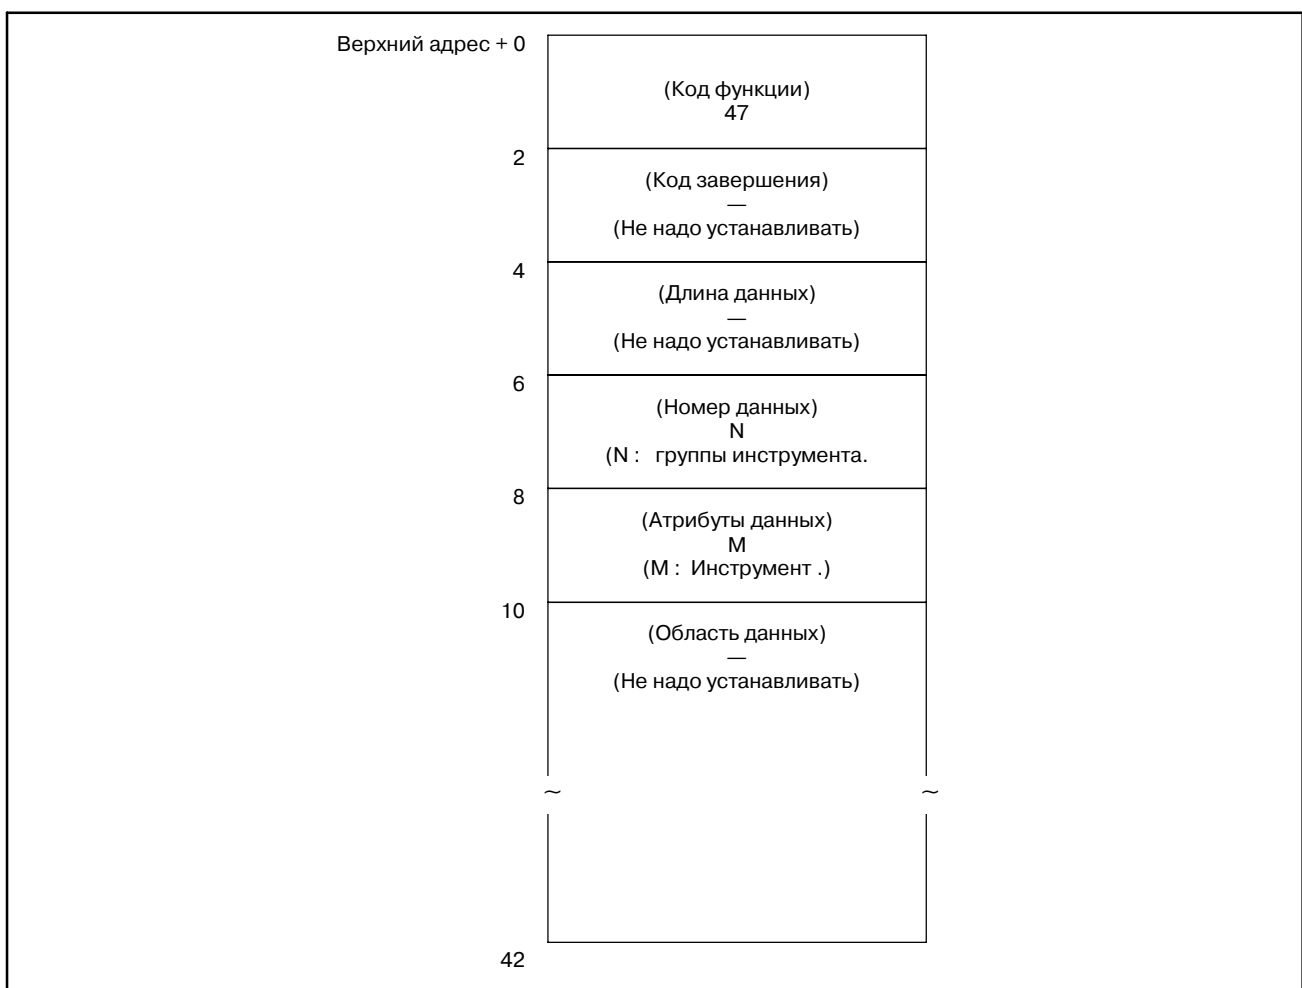 Верхний адрес + 0
(Код функции)
47
2
(Код завершения)
—
(Не надо устанавливать)
4
(Длина данных)
—
(Не надо устанавливать)
6
(Номер данных)
N
(N : группы инструмента.
8
(Атрибуты данных)
M
(M : Инструмент .)
10
(Область данных)
—
(Не надо устанавливать)
~ ~
42